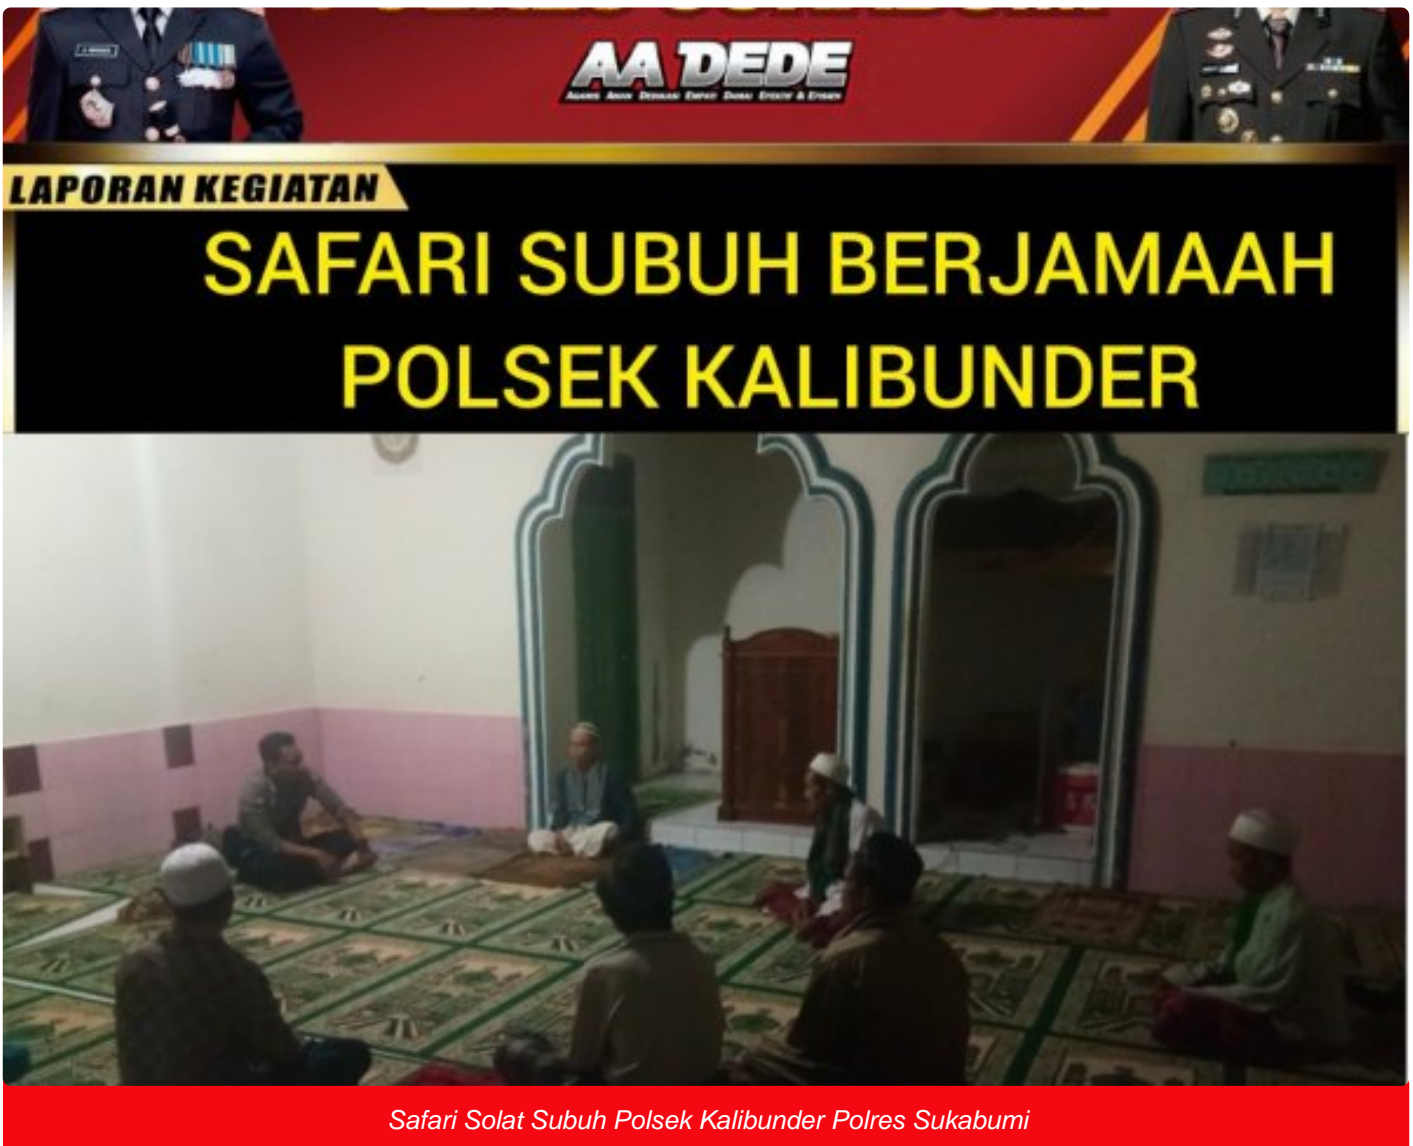 AA DEDE
LAPORAN KEGIATAN
SAFARI SUBUH BERJAMAAH
POLSEK KALIBUNDER
Safari Solat Subuh Polsek Kalibunder Polres Sukabumi